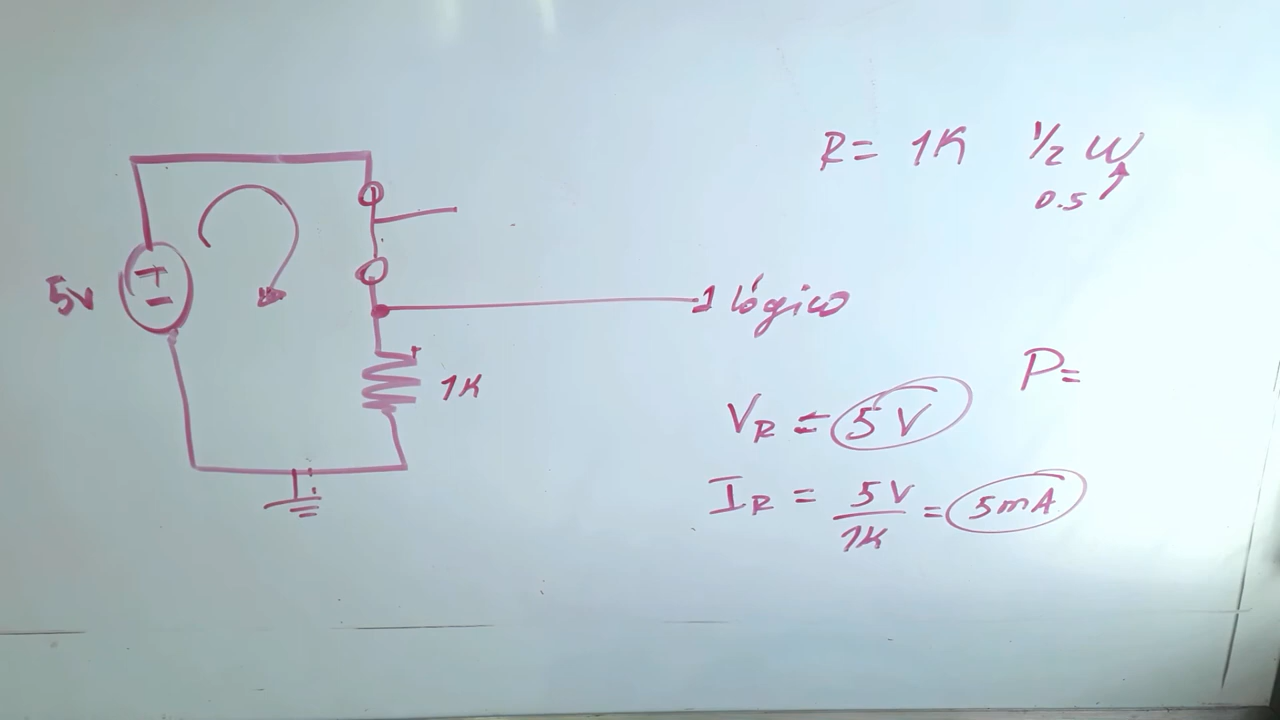 R = 1K 1/2 W
0.5
5v
+
-
1 lógico
+
1K
P =
VR = 5V
IR = 5V/1K = 5mA